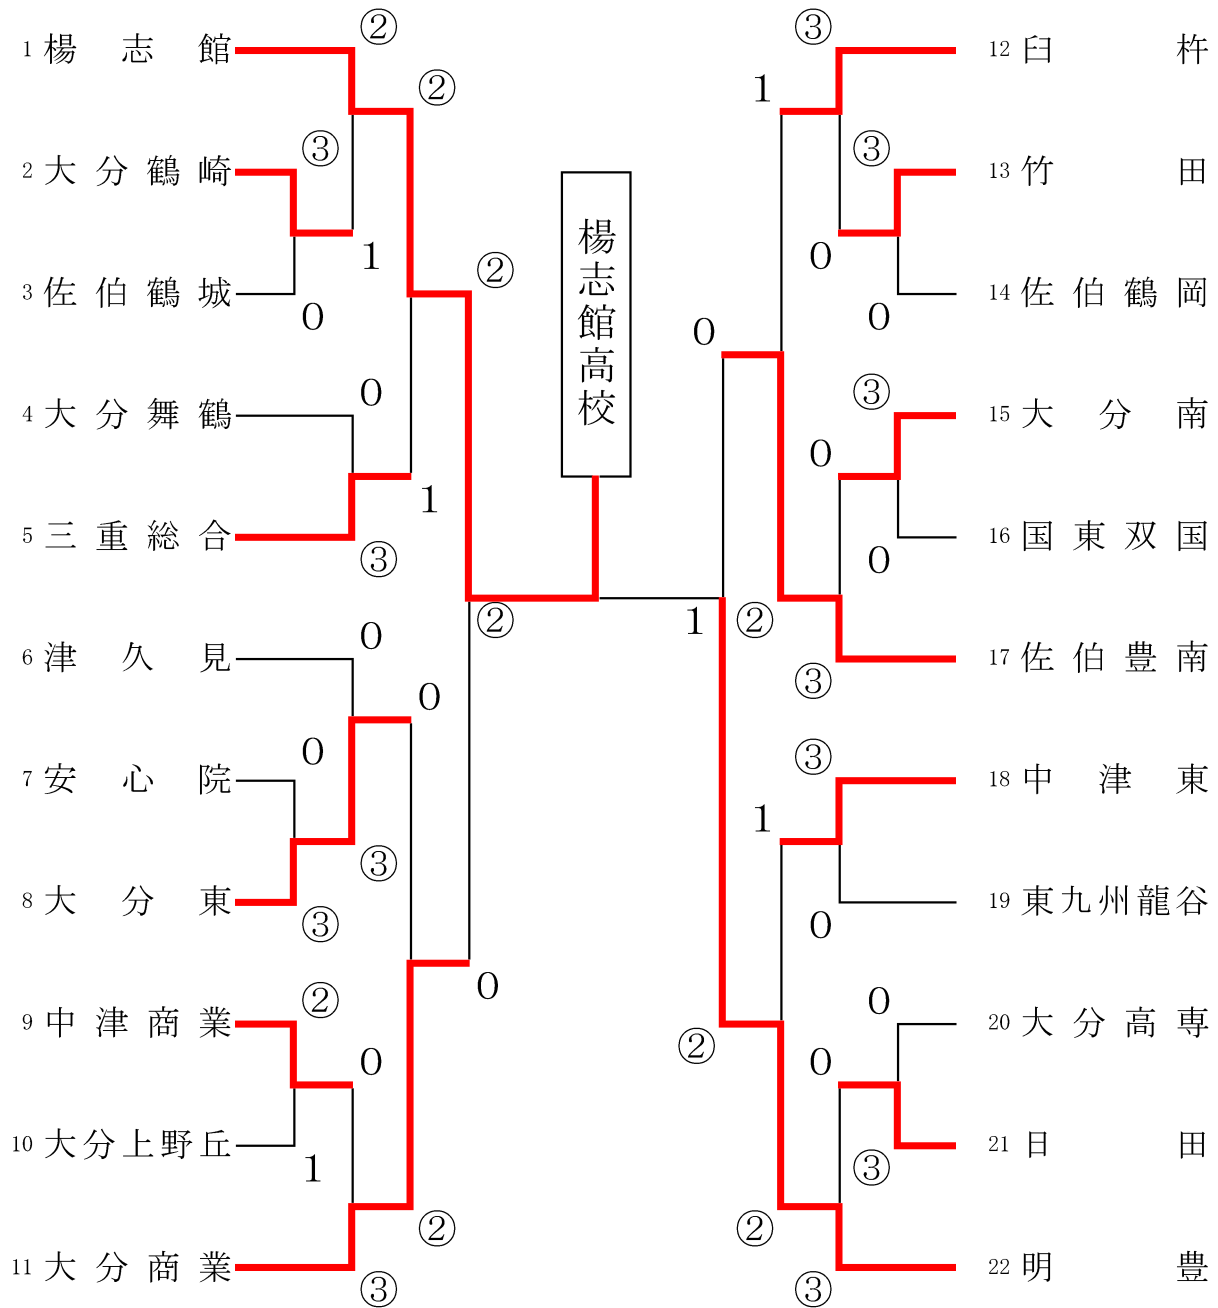 1 楊志館
②
②
2 大分鶴崎
③
1
3 佐伯鶴城
0
②
4 大分舞鶴
0
1
5 三重総合
③
②
6 津久見
0
0
7 安心院
0
③
8 大分東
③
9 中津商業
②
0
0
10 大分上野丘
1
②
11 大分商業
③
楊志館高校
③
12 臼杵
1
③
13 竹田
0
14 佐伯鶴岡
0
0
③
15 大分南
0
16 国東双国
0
1
②
17 佐伯豊南
③
③
18 中津東
1
19 東九州龍谷
0
0
20 大分高専
②
0
21 日田
③
②
22 明豊
③